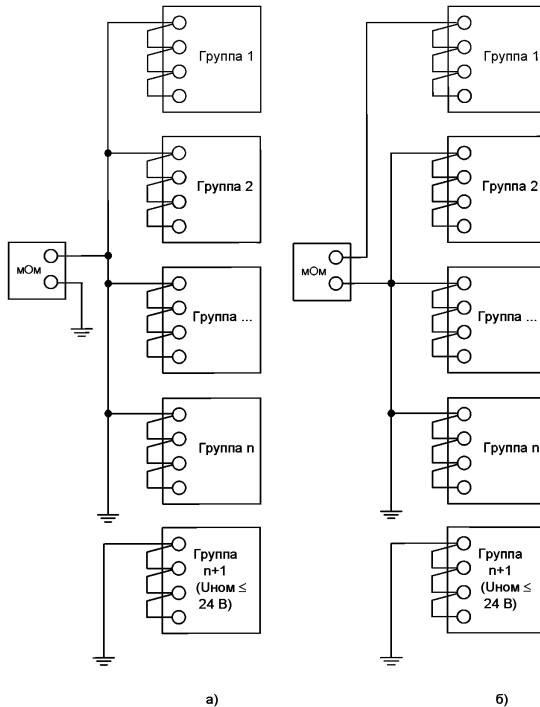 Группа 1
Группа 2
мОм
Группа ...
Группа n
Группа
n+1
(Uном ≤
24 В)
а)
Группа 1
Группа 2
мОм
Группа ...
Группа n
Группа
n+1
(Uном ≤
24 В)
б)